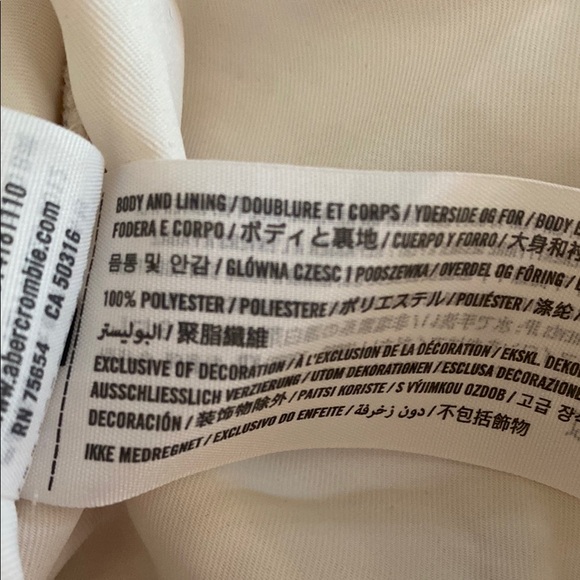 1110
www.abercrombie.com
RN 75654 CA 50316
BODY AND LINING / DOUBLURE ET CORPS / YDERSIDE OG FOR / BODY
FODERA E CORPO / ボディと裏地 / CUERPO Y FORRO / 大身和
몸통 및 안감 / GŁÓWNA CZESC I PODSZEWKA / OVERDEL OG FÔRING /
100% POLYESTER / POLIESTERE / ポリエステル / POLIÉSTER / 涤纶 /
البوليستر / 聚脂纖維
EXCLUSIVE OF DECORATION / À L'EXCLUSION DE LA DÉCORATION / EKSKL. DEKO
AUSSCHLIESSLICH VERZIERUNG / UTOM DEKORATIONEN / ESCLUSA DECORAZIONE
DECORACIÓN / 装饰物除外 / PAITSI KORISTE / S VÝJIMKOU OZDOB / 고급 장
IKKE MEDREGNET / EXCLUSIVO DO ENFEITE / دون زخرفة / 不包括飾物